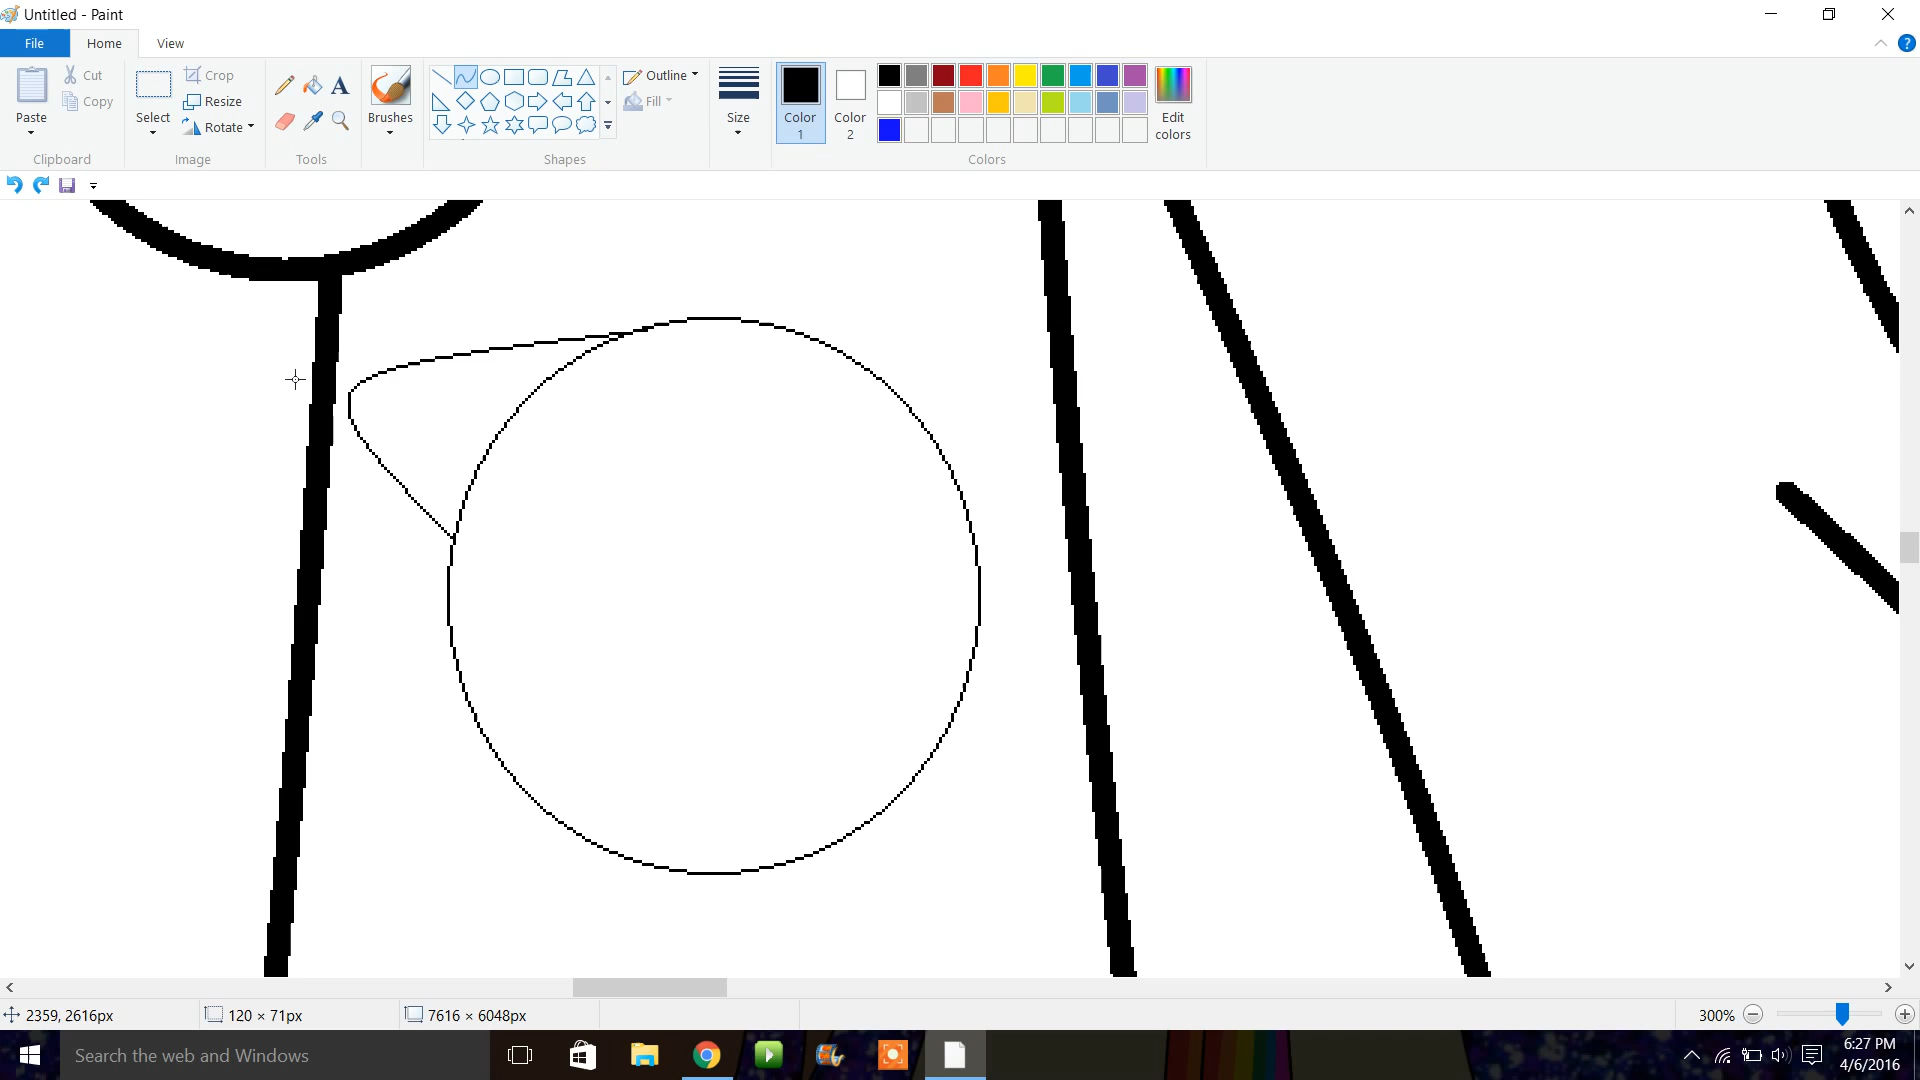 Untitled - Paint
File Home View
Paste
Cut
Copy
Clipboard
Select
Crop
Resize
Rotate
Image
A
Tools
Brushes
Shapes
Outline
Fill
Size
Color 1
Color 2
Edit colors
Colors
2359, 2616px
120 × 71px
7616 × 6048px
300%
Search the web and Windows
6:27 PM
4/6/2016